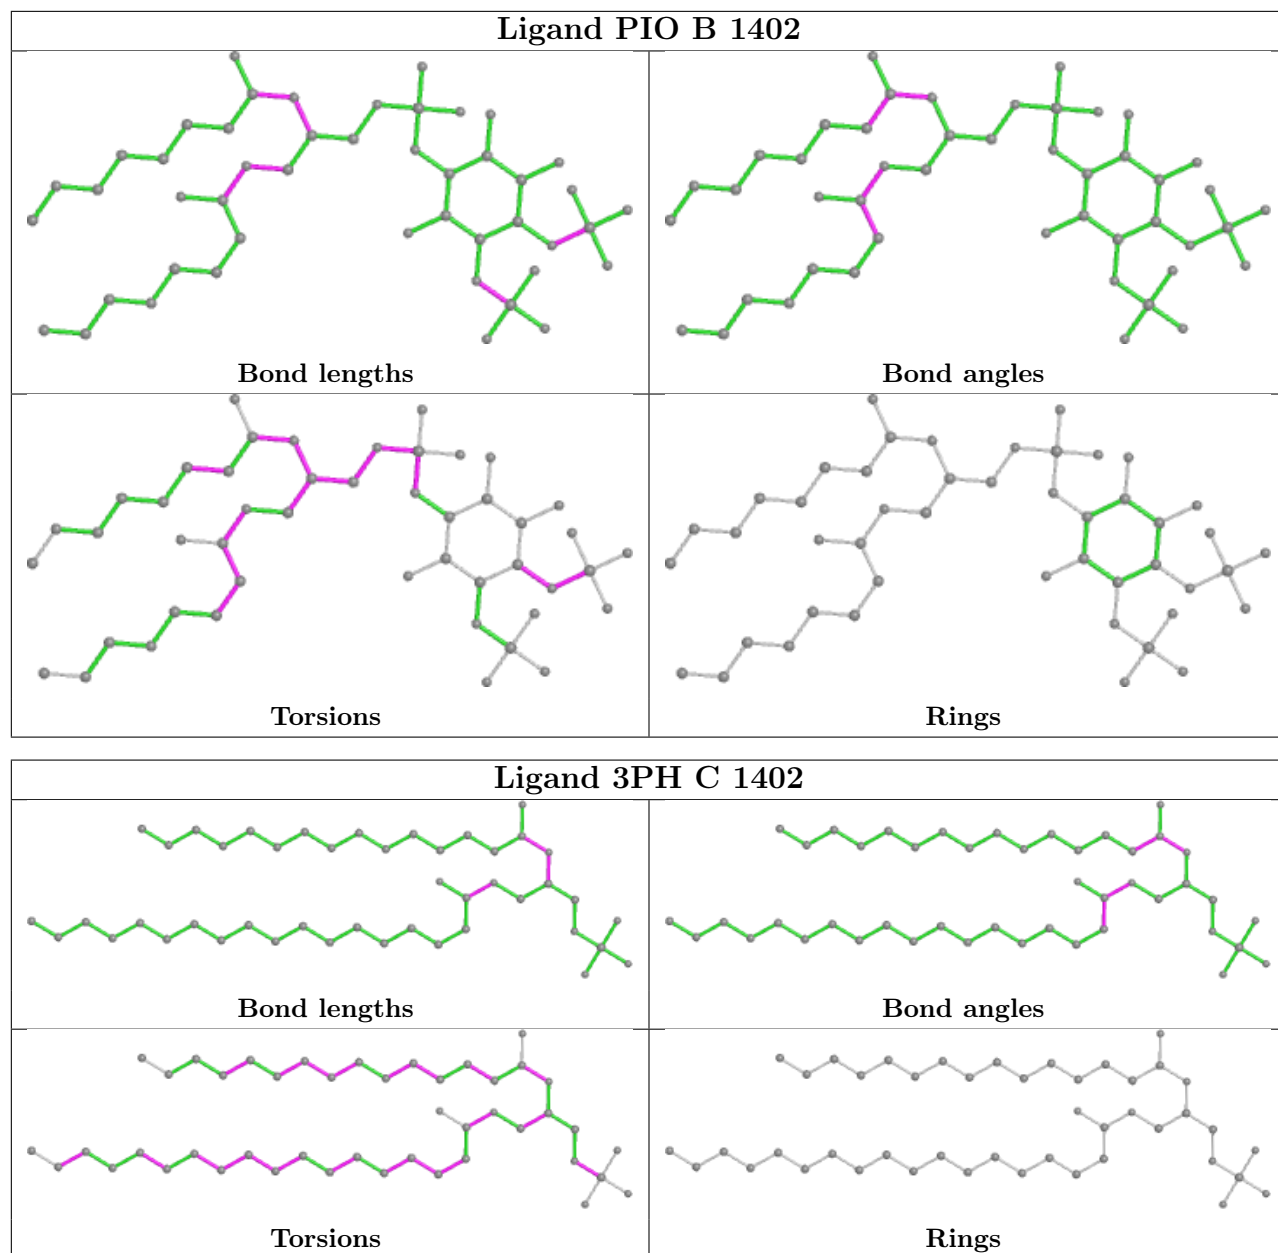 Ligand PIO B 1402
Bond lengths
Bond angles
Torsions
Rings
Ligand 3PH C 1402
Bond lengths
Bond angles
Torsions
Rings